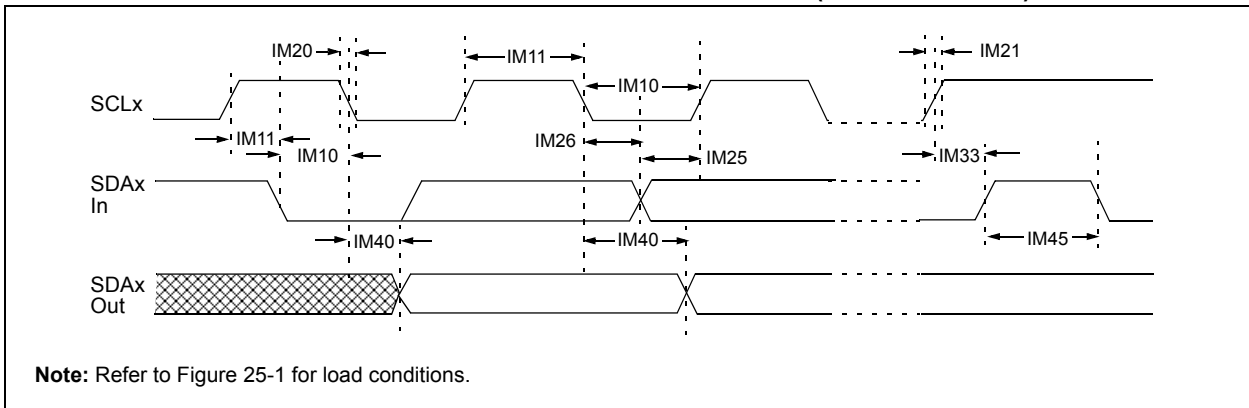 IM20
IM11
IM21
IM10
SCLx
IM11
IM26
IM10
IM25
IM33
SDAx
In
IM40
IM40
IM45
SDAx
Out
Note: Refer to Figure 25-1 for load conditions.